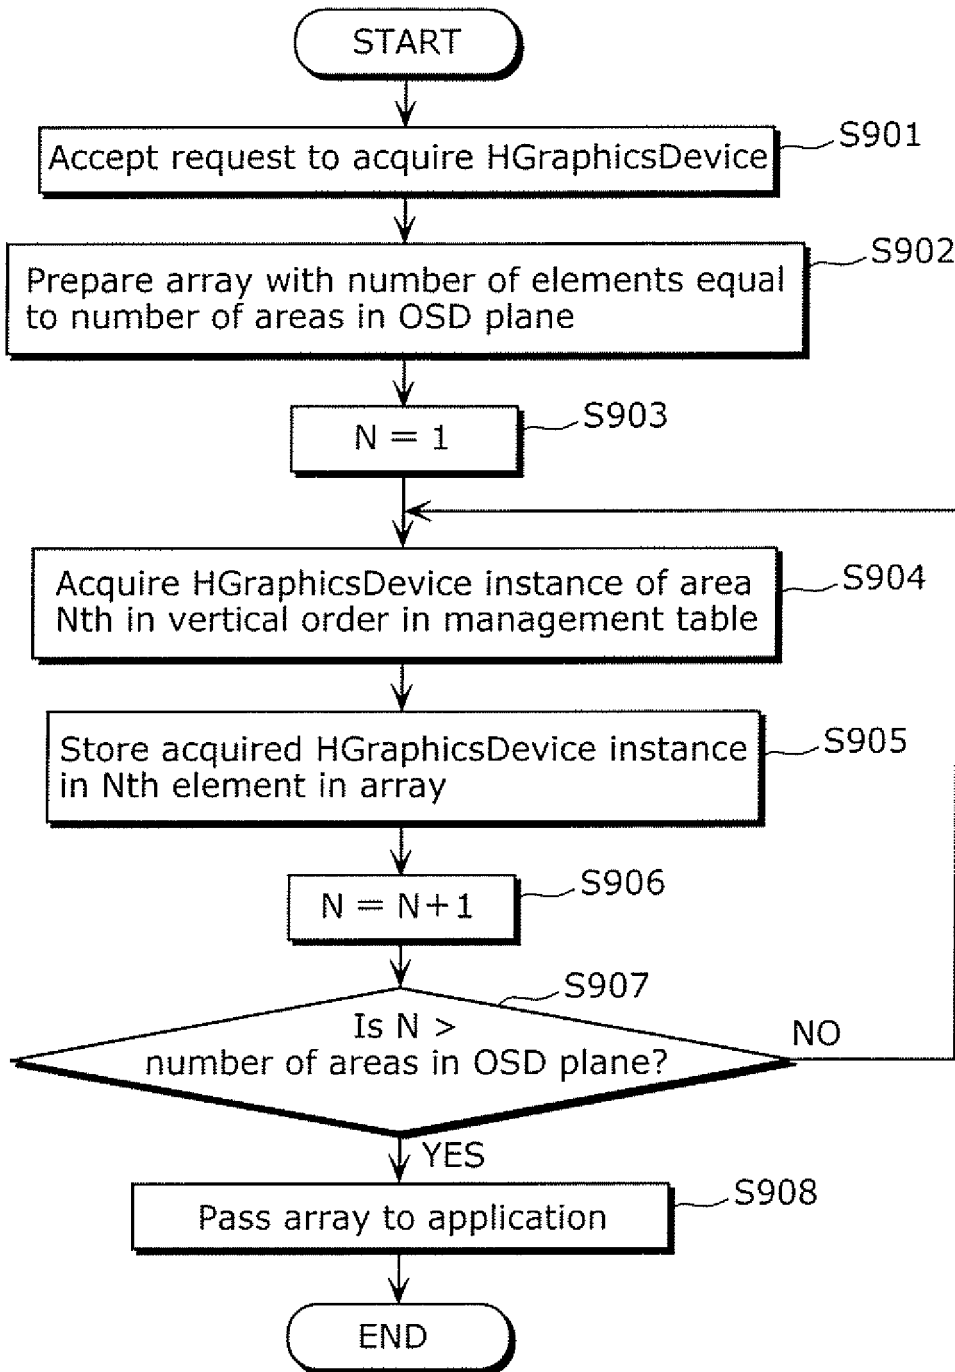 START
Accept request to acquire HGraphicsDevice
S901
Prepare array with number of elements equal
to number of areas in OSD plane
S902
N = 1
S903
Acquire HGraphicsDevice instance of area
Nth in vertical order in management table
S904
Store acquired HGraphicsDevice instance
in Nth element in array
S905
N = N+1
S906
Is N >
number of areas in OSD plane?
S907
NO
YES
Pass array to application
S908
END